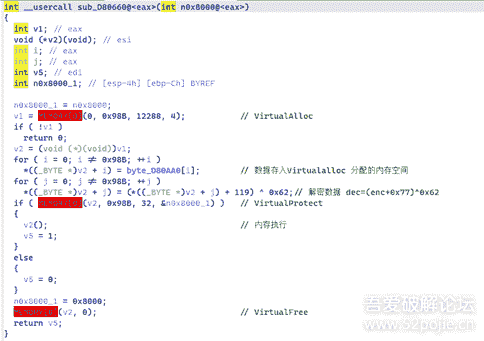 int __usercall sub_D80660@<eax>(int n0x8000@<eax>)
{
int v1; // eax
void (*v2)(void); // esi
int i; // eax
int j; // eax
int v5; // edi
int n0x8000_1; // [esp-4h] [ebp-Ch] BYREF
n0x8000_1 = n0x8000;
v1 = (0, 0x98B, 12288, 4); // VirtualAlloc
if ( !v1 )
return 0;
v2 = (void (*)(void))v1;
for ( i = 0; i ≠ 0x98B; ++i )
*((_BYTE *)v2 + i) = byte_D80AA0[i]; // 数据存入Virtualalloc 分配的内存空间
for ( j = 0; j ≠ 0x98B; ++j )
*((_BYTE *)v2 + j) = (*((_BYTE *)v2 + j) + 119) ^ 0x62; // 解密数据 dec=(enc+0x77)^0x62
if ( (v2, 0x98B, 32, &n0x8000_1) ) // VirtualProtect
{
v2(); // 内存执行
v5 = 1;
}
else
{
v5 = 0;
}
n0x8000_1 = 0x8000;
(v2, 0); // VirtualFree
return v5;
}
吾爱破解论坛
www.52pojie.cn